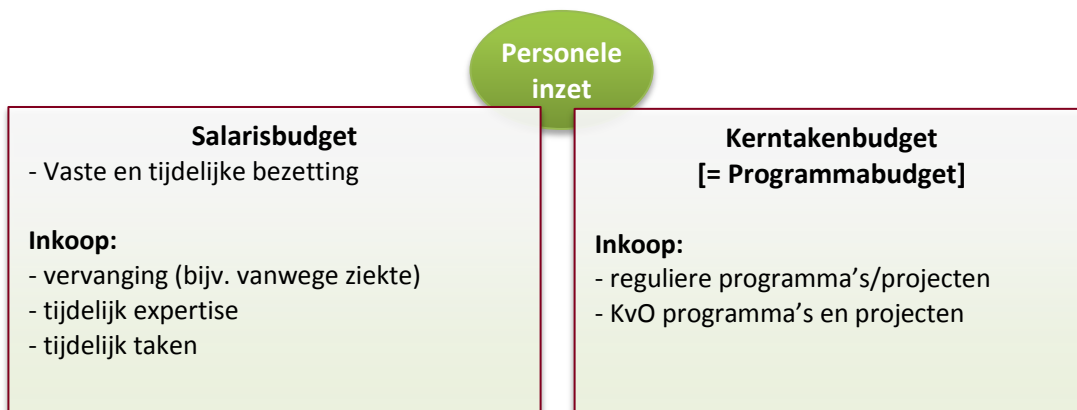 Personele
inzet
Salarisbudget
- Vaste en tijdelijke bezetting
Inkoop:
- vervanging (bijv. vanwege ziekte)
- tijdelijk expertise
- tijdelijk taken
Kerntakenbudget
[= Programmabudget]
Inkoop:
- reguliere programma’s/projecten
- KvO programma’s en projecten